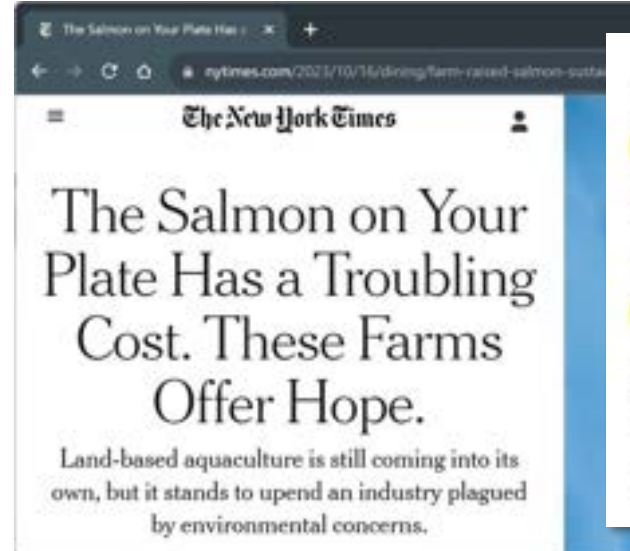 The Salmon on Your Plate Has a
nytimes.com/2023/10/16/dining/farm-raised-salmon-susta
The New York Times
The Salmon on Your
Plate Has a Troubling
Cost. These Farms
Offer Hope.
Land-based aquaculture is still coming into its
own, but it stands to upend an industry plagued
by environmental concerns.